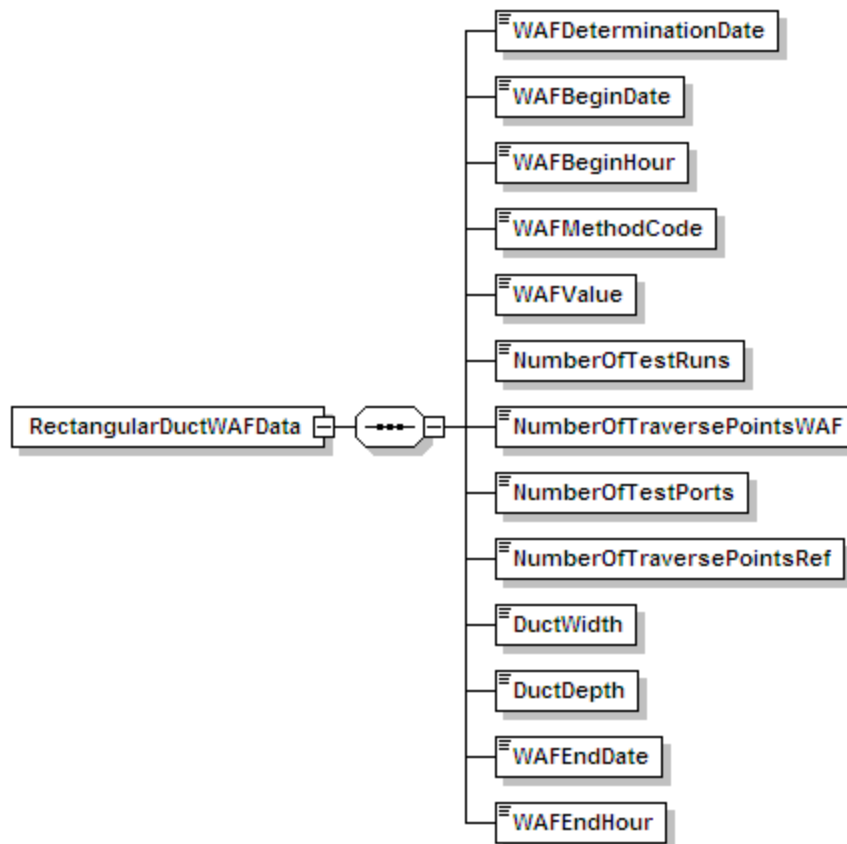 WAFDeterminationDate
WAFBeginDate
WAFBeginHour
WAFMethodCode
WAFValue
NumberOfTestRuns
RectangularDuctWAFData
NumberOfTraversePointsWAF
NumberOfTestPorts
NumberOfTraversePointsRef
DuctWidth
DuctDepth
WAFEndDate
WAFEndHour